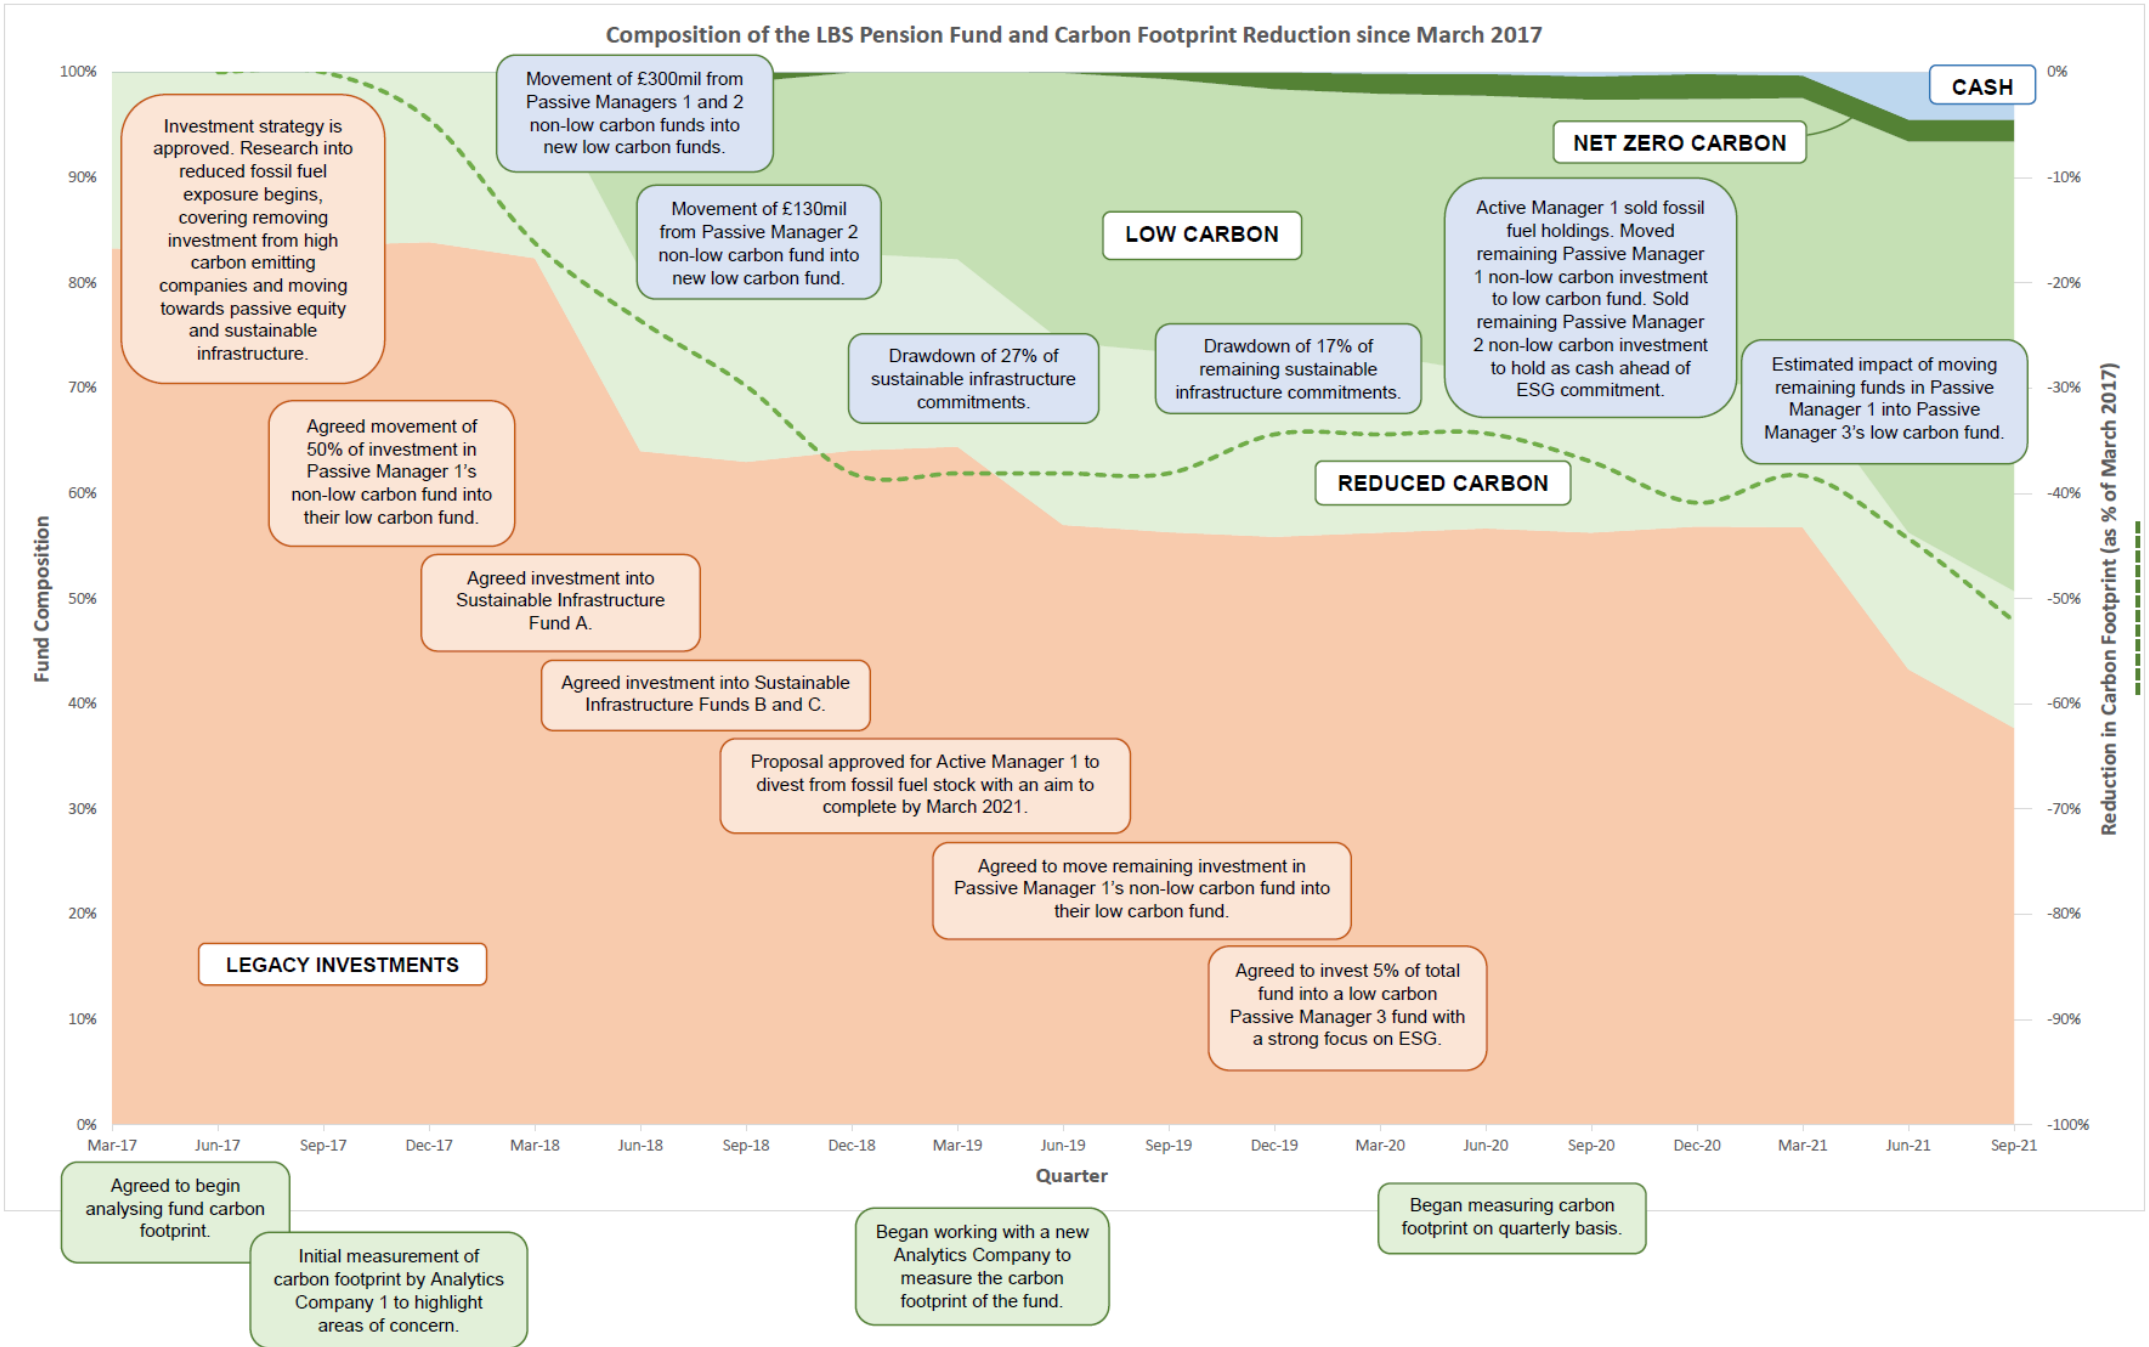 Composition of the LBS Pension Fund and Carbon Footprint Reduction since March 2017
100%
90%
80%
70%
60%
50%
40%
30%
20%
10%
0%
Fund Composition
0%
-10%
-20%
-30%
-40%
-50%
-60%
-70%
-80%
-90%
-100%
Reduction in Carbon Footprint (as % of March 2017)
Investment strategy is
approved. Research into
reduced fossil fuel
exposure begins,
covering removing
investment from high
carbon emitting
companies and moving
towards passive equity
and sustainable
infrastructure.
Agreed movement of
50% of investment in
Passive Manager 1's
non-low carbon fund into
their low carbon fund.
Agreed investment into
Sustainable Infrastructure
Fund A.
Agreed investment into Sustainable
Infrastructure Funds B and C.
Proposal approved for Active Manager 1 to
divest from fossil fuel stock with an aim to
complete by March 2021.
Agreed to move remaining investment in
Passive Manager 1's non-low carbon fund into
their low carbon fund.
Agreed to invest 5% of total
fund into a low carbon
Passive Manager 3 fund with
a strong focus on ESG.
Movement of £300mil from
Passive Managers 1 and 2
non-low carbon funds into
new low carbon funds.
Movement of £130mil
from Passive Manager 2
non-low carbon fund into
new low carbon fund.
Drawdown of 27% of
sustainable infrastructure
commitments.
Drawdown of 17% of
remaining sustainable
infrastructure commitments.
Active Manager 1 sold fossil
fuel holdings. Moved
remaining Passive Manager
1 non-low carbon investment
to low carbon fund. Sold
remaining Passive Manager
2 non-low carbon investment
to hold as cash ahead of
ESG commitment.
Estimated impact of moving
remaining funds in Passive
Manager 1 into Passive
Manager 3's low carbon fund.
CASH
NET ZERO CARBON
LOW CARBON
REDUCED CARBON
LEGACY INVESTMENTS
Mar-17 Jun-17 Sep-17 Dec-17 Mar-18 Jun-18 Sep-18 Dec-18 Mar-19 Jun-19 Sep-19 Dec-19 Mar-20 Jun-20 Sep-20 Dec-20 Mar-21 Jun-21 Sep-21
Quarter
Agreed to begin
analysing fund carbon
footprint.
Initial measurement of
carbon footprint by Analytics
Company 1 to highlight
areas of concern.
Began working with a new
Analytics Company to
measure the carbon
footprint of the fund.
Began measuring carbon
footprint on quarterly basis.